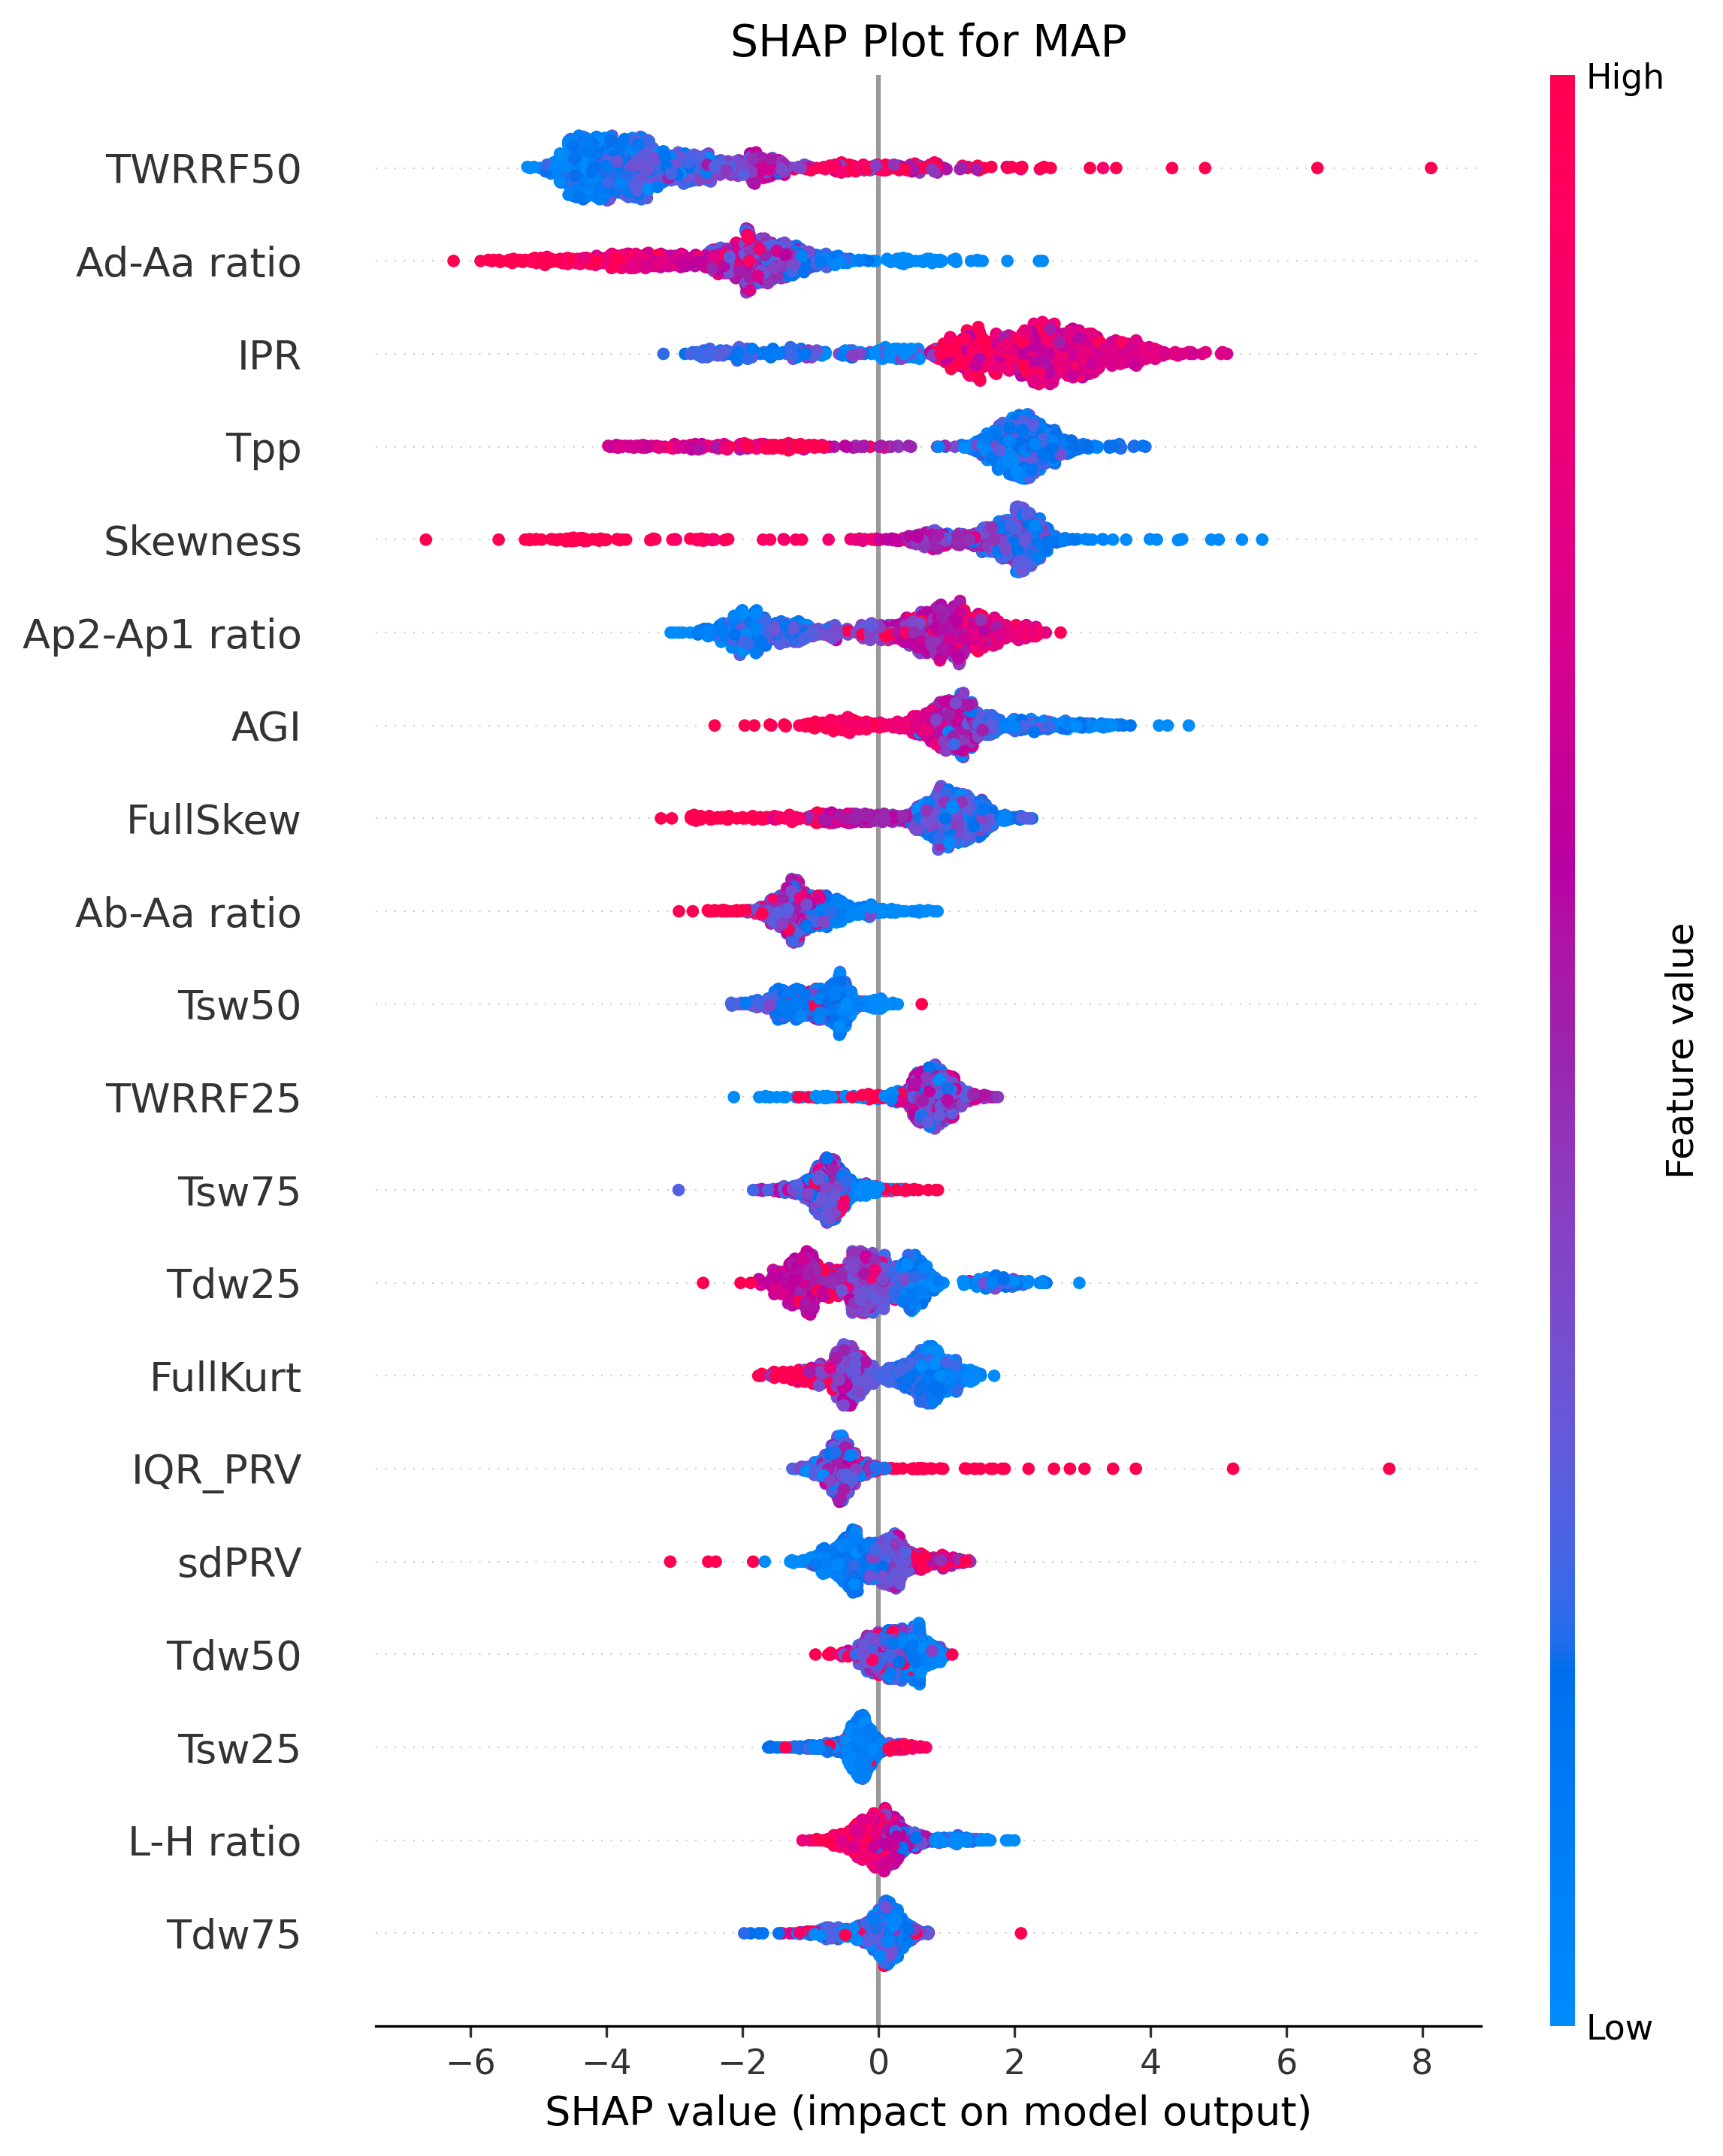 SHAP Plot for MAP
High
TWRRF50
Ad-Aa ratio
IPR
Tpp
Skewness
Ap2-Ap1 ratio
AGI
FullSkew
Ab-Aa ratio
Tsw50
TWRRF25
Tsw75
Tdw25
FullKurt
IQR_PRV
sdPRV
Tdw50
Tsw25
L-H ratio
Tdw75
Feature value
Low
−6 −4 −2 0 2 4 6 8
SHAP value (impact on model output)